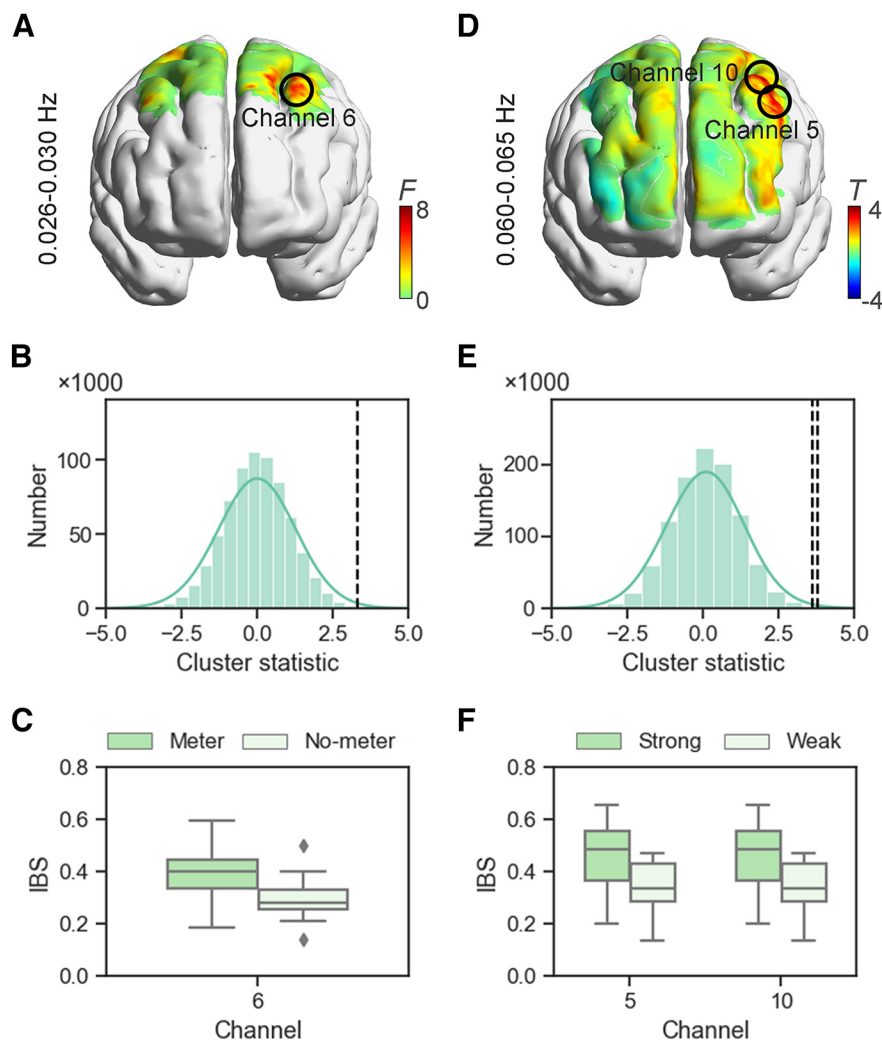 A
0.026-0.030 Hz
Channel 6
F
8
0
D
0.060-0.065 Hz
Channel 10
Channel 5
T
4
-4
B
×1000
Number
100
50
0
−5.0 −2.5 0.0 2.5 5.0
Cluster statistic
E
×1000
Number
200
100
0
−5.0 −2.5 0.0 2.5 5.0
Cluster statistic
C
Meter No-meter
IBS
0.8
0.6
0.4
0.2
0.0
6
Channel
F
Strong Weak
IBS
0.8
0.6
0.4
0.2
0.0
5 10
Channel